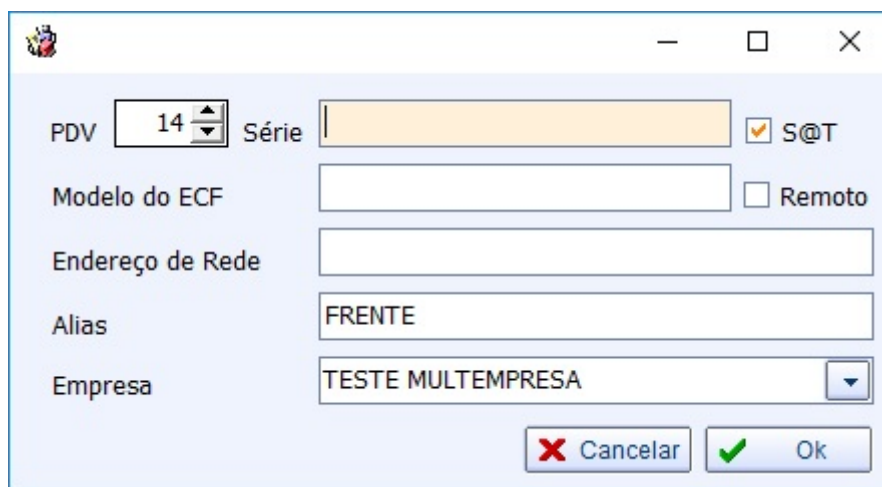 PDV 14 Série S@T
Modelo do ECF Remoto
Endereço de Rede
Alias FRENTE
Empresa TESTE MULTEMPRESA
Cancelar Ok